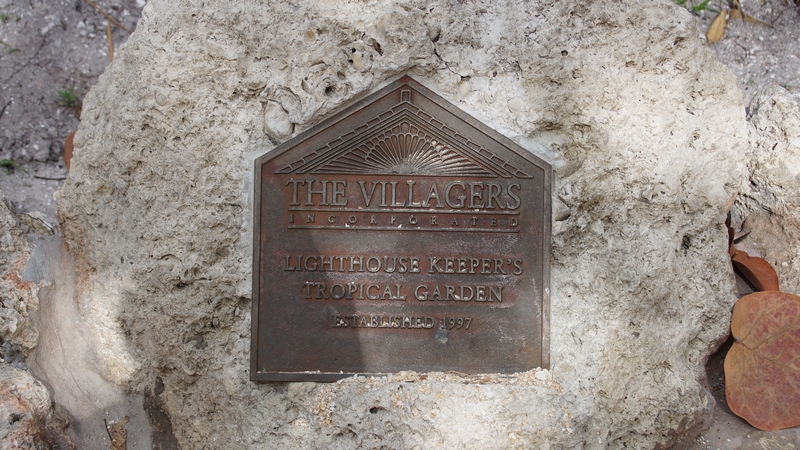 THE VILLAGERS
INCORPORATED
LIGHTHOUSE KEEPER'S
TROPICAL GARDEN
ESTABLISHED 1997